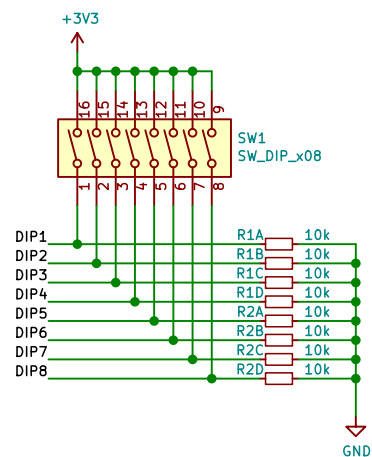 +3V3
16 15 14 13 12 11 10 9
SW1
SW_DIP_x08
1 2 3 4 5 6 7 8
DIP1 R1A 10k
DIP2 R1B 10k
DIP3 R1C 10k
DIP4 R1D 10k
DIP5 R2A 10k
DIP6 R2B 10k
DIP7 R2C 10k
DIP8 R2D 10k
GND